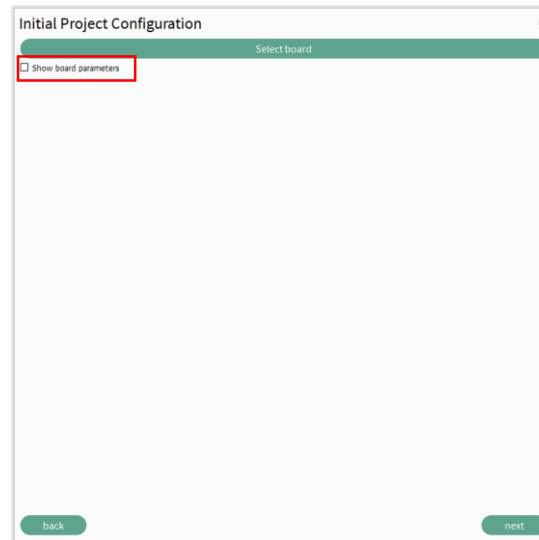 Initial Project Configuration
Select board
Show board parameters
back
next